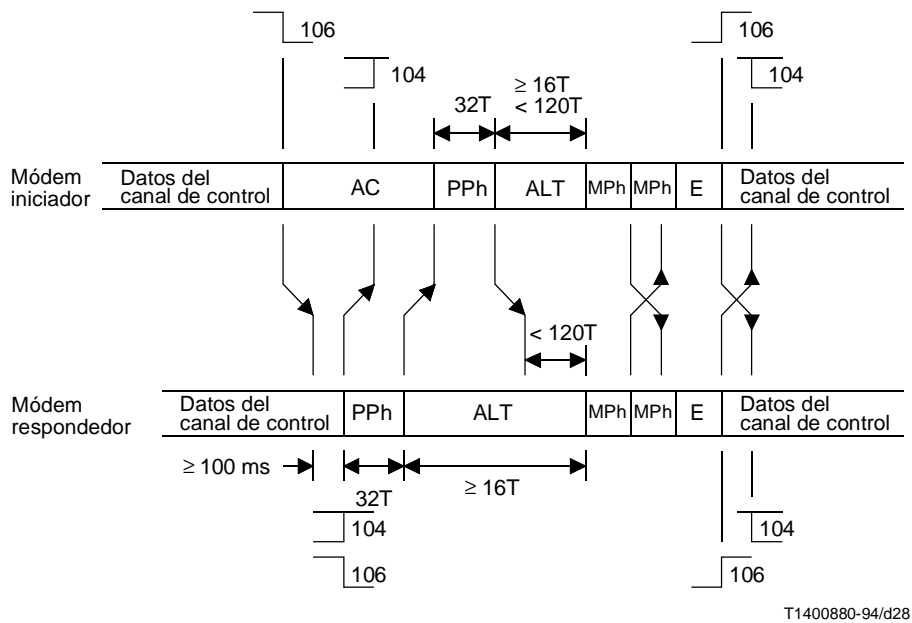 106
106
104
104
32T
≥ 16T
< 120T
Módem
iniciador
Datos del
canal de control
AC
PPh
ALT
MPh
MPh
E
Datos del
canal de control
< 120T
Módem
respondedor
Datos del
canal de control
PPh
ALT
MPh
MPh
E
Datos del
canal de control
≥ 100 ms
32T
≥ 16T
104
104
106
106
T1400880-94/d28